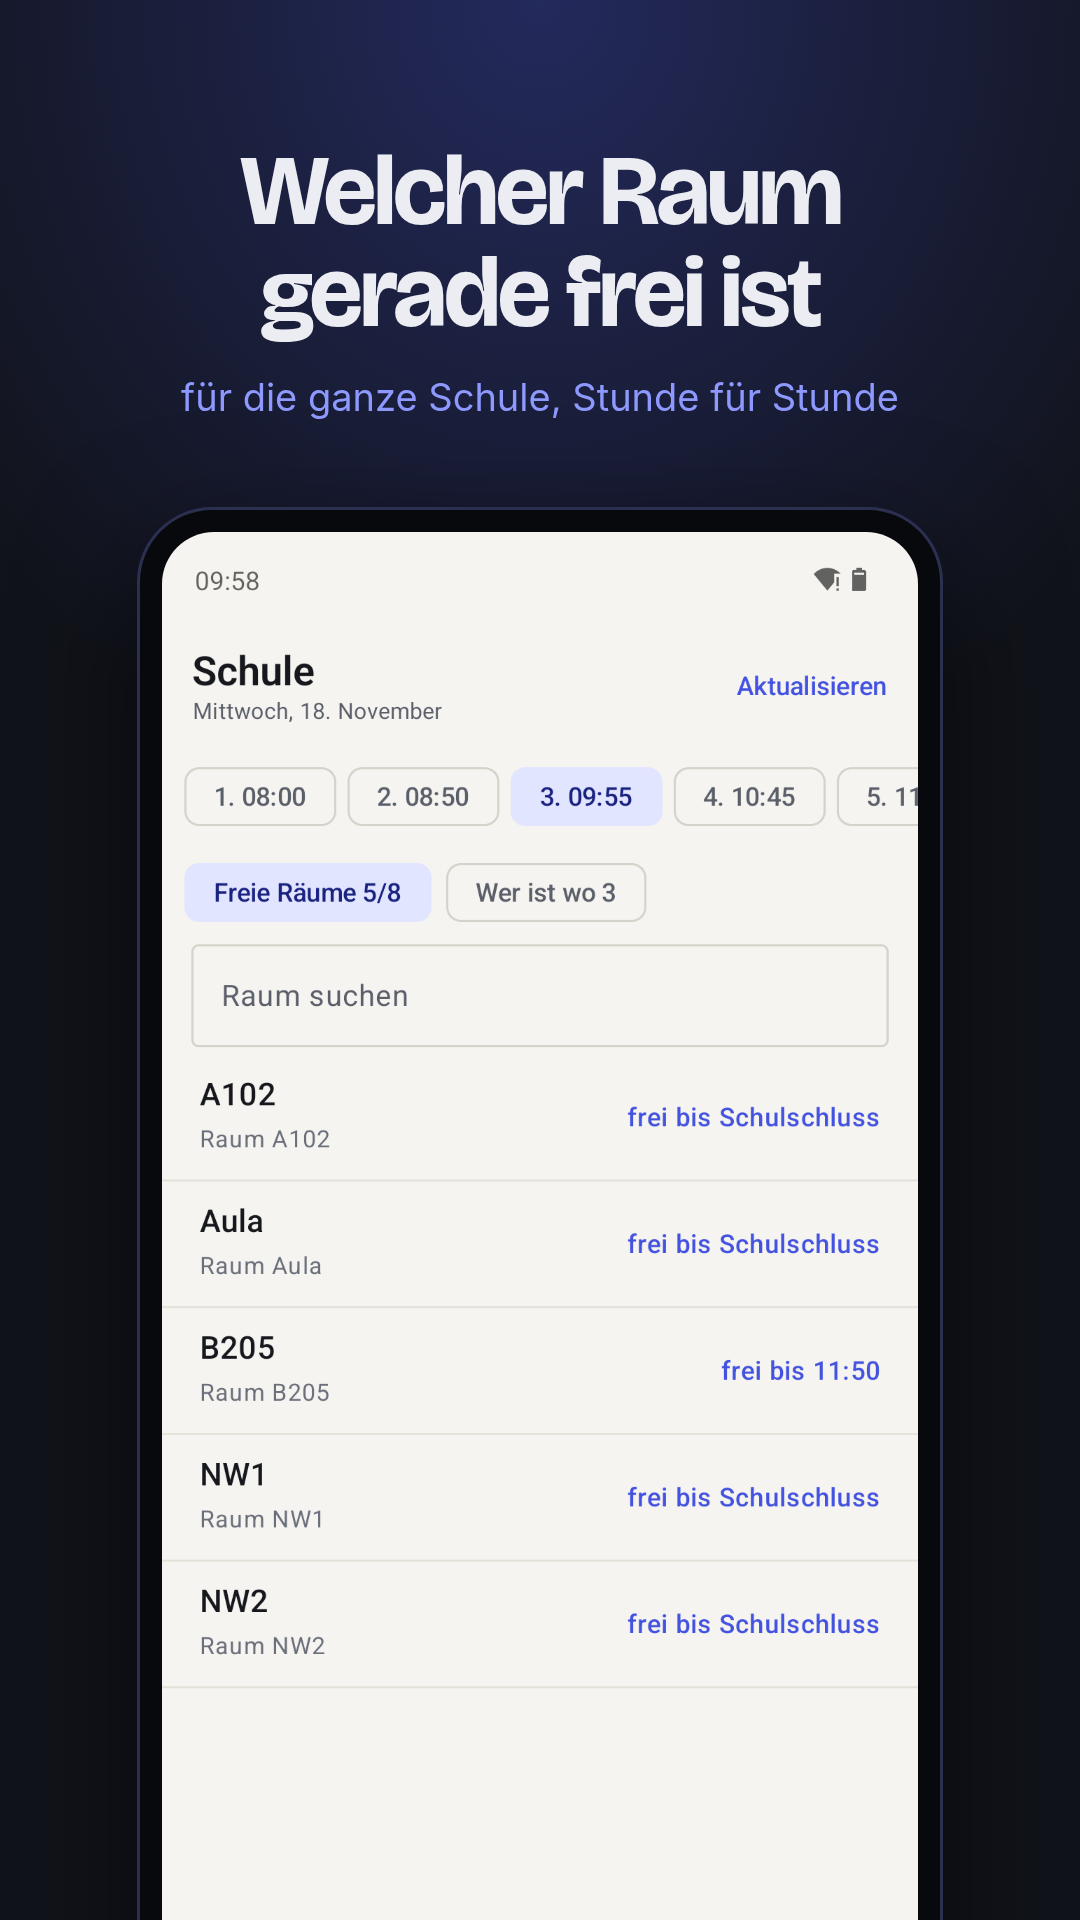 Welcher Raum
gerade frei ist
für die ganze Schule, Stunde für Stunde
09:58
Schule
Aktualisieren
Mittwoch, 18. November
1. 08:00 2. 08:50 3. 09:55 4. 10:45 5. 11
Freie Räume 5/8 Wer ist wo 3
Raum suchen
A102
frei bis Schulschluss
Raum A102
Aula
frei bis Schulschluss
Raum Aula
B205
frei bis 11:50
Raum B205
NW1
frei bis Schulschluss
Raum NW1
NW2
frei bis Schulschluss
Raum NW2